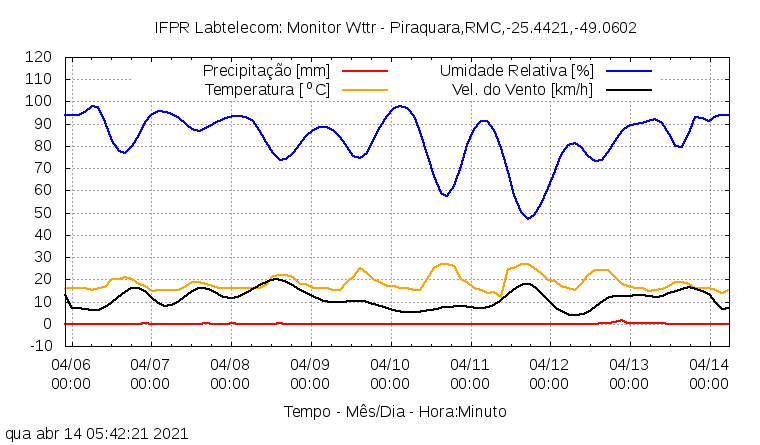 IFPR Labtelecom: Monitor Wttr - Piraquara,RMC,-25.4421,-49.0602
Precipitação [mm] Umidade Relativa [%]
Temperatura [ ⁰C] Vel. do Vento [km/h]
120
110
100
90
80
70
60
50
40
30
20
10
0
-10
04/06 04/07 04/08 04/09 04/10 04/11 04/12 04/13 04/14
00:00 00:00 00:00 00:00 00:00 00:00 00:00 00:00 00:00
Tempo - Mês/Dia - Hora:Minuto
qua abr 14 05:42:21 2021